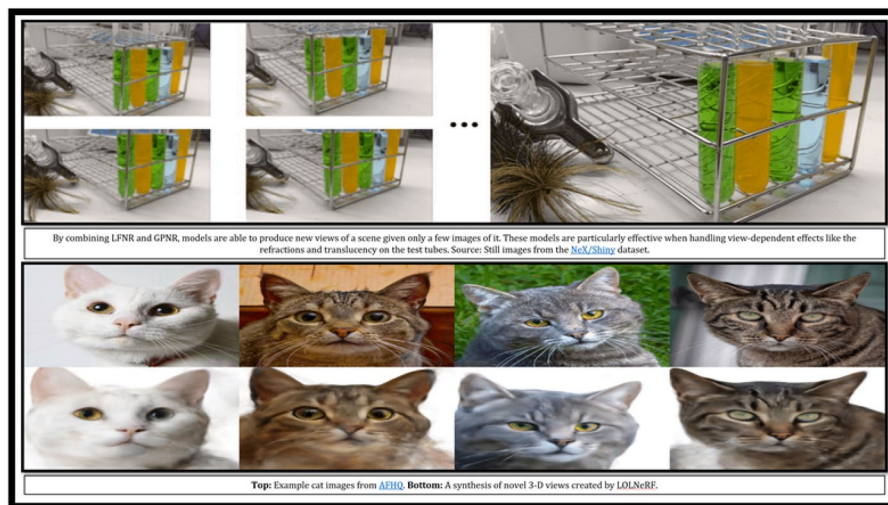 By combining LFNR and GPNR, models are able to produce new views of a scene given only a few images of it. These models are particularly effective when handling view-dependent effects like the
refractions and translucency on the test tubes. Source: Still images from the NeX/Shiny dataset.
Top: Example cat images from AFHQ. Bottom: A synthesis of novel 3-D views created by LOLNeRF.